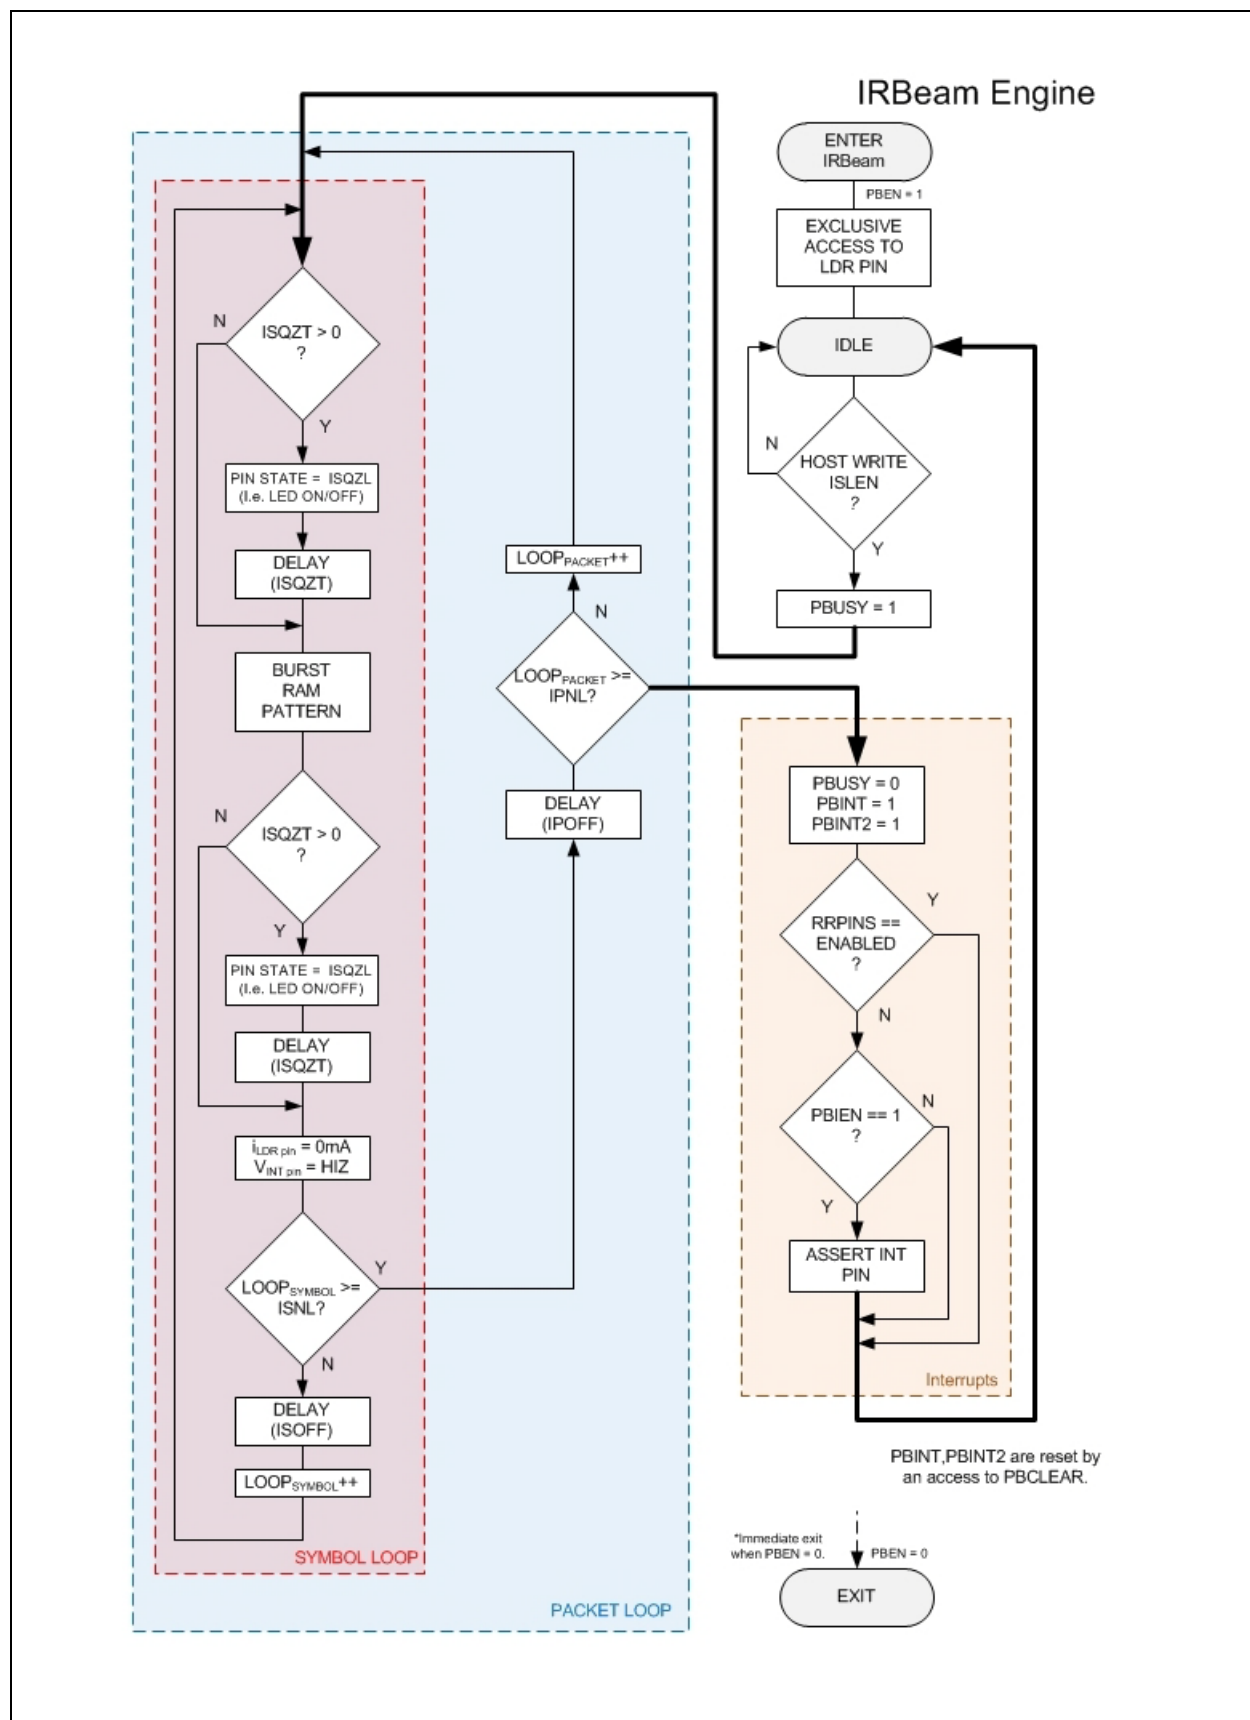 IRBeam Engine
ENTER
IRBeam
PBEN = 1
EXCLUSIVE
ACCESS TO
LDR PIN
IDLE
N
HOST WRITE
ISLEN
?
Y
PBUSY = 1
ISQZT > 0
?
N
Y
PIN STATE = ISQZL
(I.e. LED ON/OFF)
DELAY
(ISQZT)
BURST
RAM
PATTERN
N
ISQZT > 0
?
Y
PIN STATE = ISQZL
(I.e. LED ON/OFF)
DELAY
(ISQZT)
iLDR pin = 0mA
VINT pin = HIZ
LOOPSYMBOL >=
ISNL?
Y
N
DELAY
(ISOFF)
LOOPSYMBOL++
SYMBOL LOOP
LOOPPACKET++
N
LOOPPACKET >=
IPNL?
DELAY
(IPOFF)
PACKET LOOP
PBUSY = 0
PBINT = 1
PBINT2 = 1
RRPINS ==
ENABLED
?
Y
N
PBIEN == 1
?
N
Y
ASSERT INT
PIN
Interrupts
PBINT,PBINT2 are reset by
an access to PBCLEAR.
*Immediate exit
when PBEN = 0.
PBEN = 0
EXIT